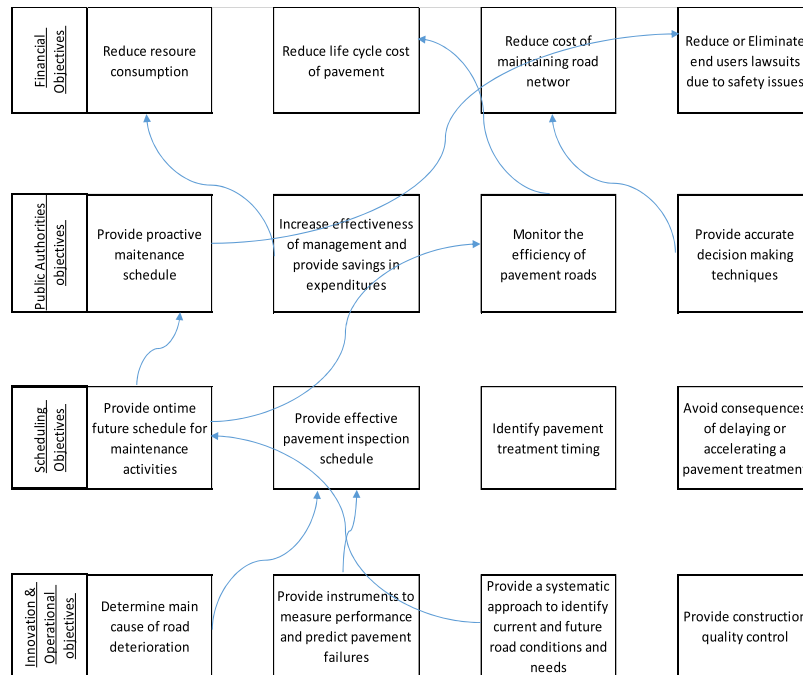 Financial
Objectives
Reduce resoure
consumption
Reduce life cycle cost
of pavement
Reduce cost of
maintaining road
networ
Reduce or Eliminate
end users lawsuits
due to safety issues
Public Authorities
objectives
Provide proactive
maitenance
schedule
Increase effectiveness
of management and
provide savings in
expenditures
Monitor the
efficiency of
pavement roads
Provide accurate
decision making
techniques
Scheduling
Objectives
Provide ontime
future schedule for
maintenance
activities
Provide effective
pavement inspection
schedule
Identify pavement
treatment timing
Avoid consequences
of delaying or
accelerating a
pavement treatment
Innovation &
Operational
objectives
Determine main
cause of road
deterioration
Provide instruments to
measure performance
and predict pavement
failures
Provide a systematic
approach to identify
current and future
road conditions and
needs
Provide construction
quality control